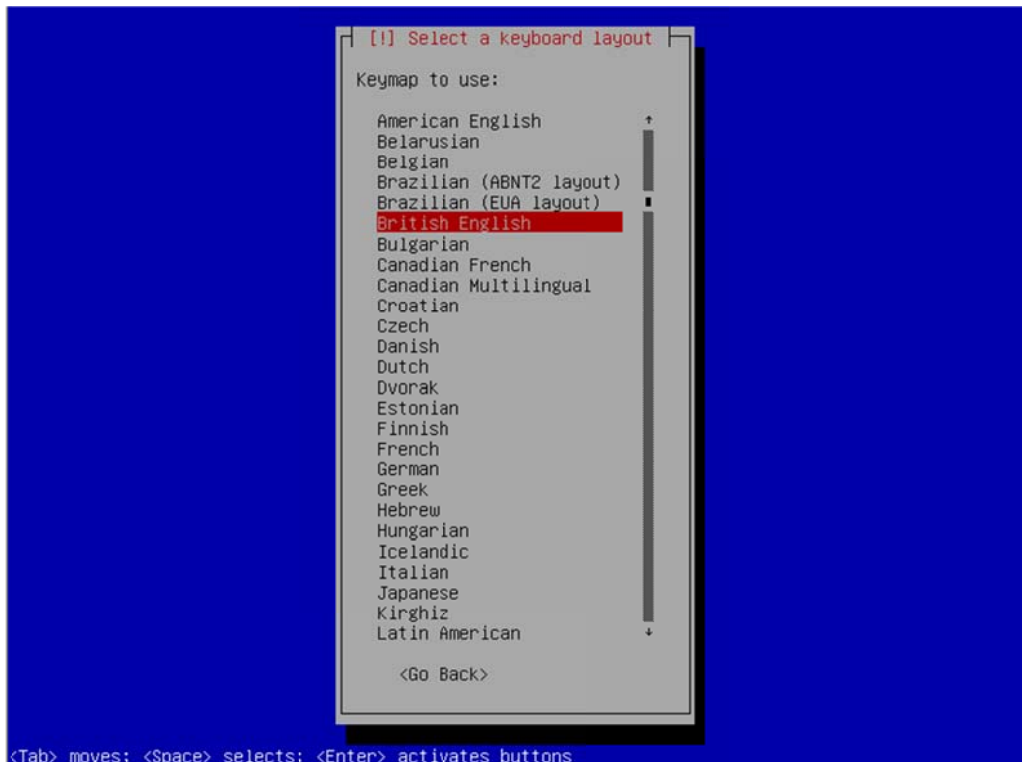 [!] Select a keyboard layout
Keymap to use:
American English
Belarusian
Belgian
Brazilian (ABNT2 layout)
Brazilian (EUA layout)
British English
Bulgarian
Canadian French
Canadian Multilingual
Croatian
Czech
Danish
Dutch
Dvorak
Estonian
Finnish
French
German
Greek
Hebrew
Hungarian
Icelandic
Italian
Japanese
Kirghiz
Latin American
<Go Back>
<Tab> moves; <Space> selects; <Enter> activates buttons